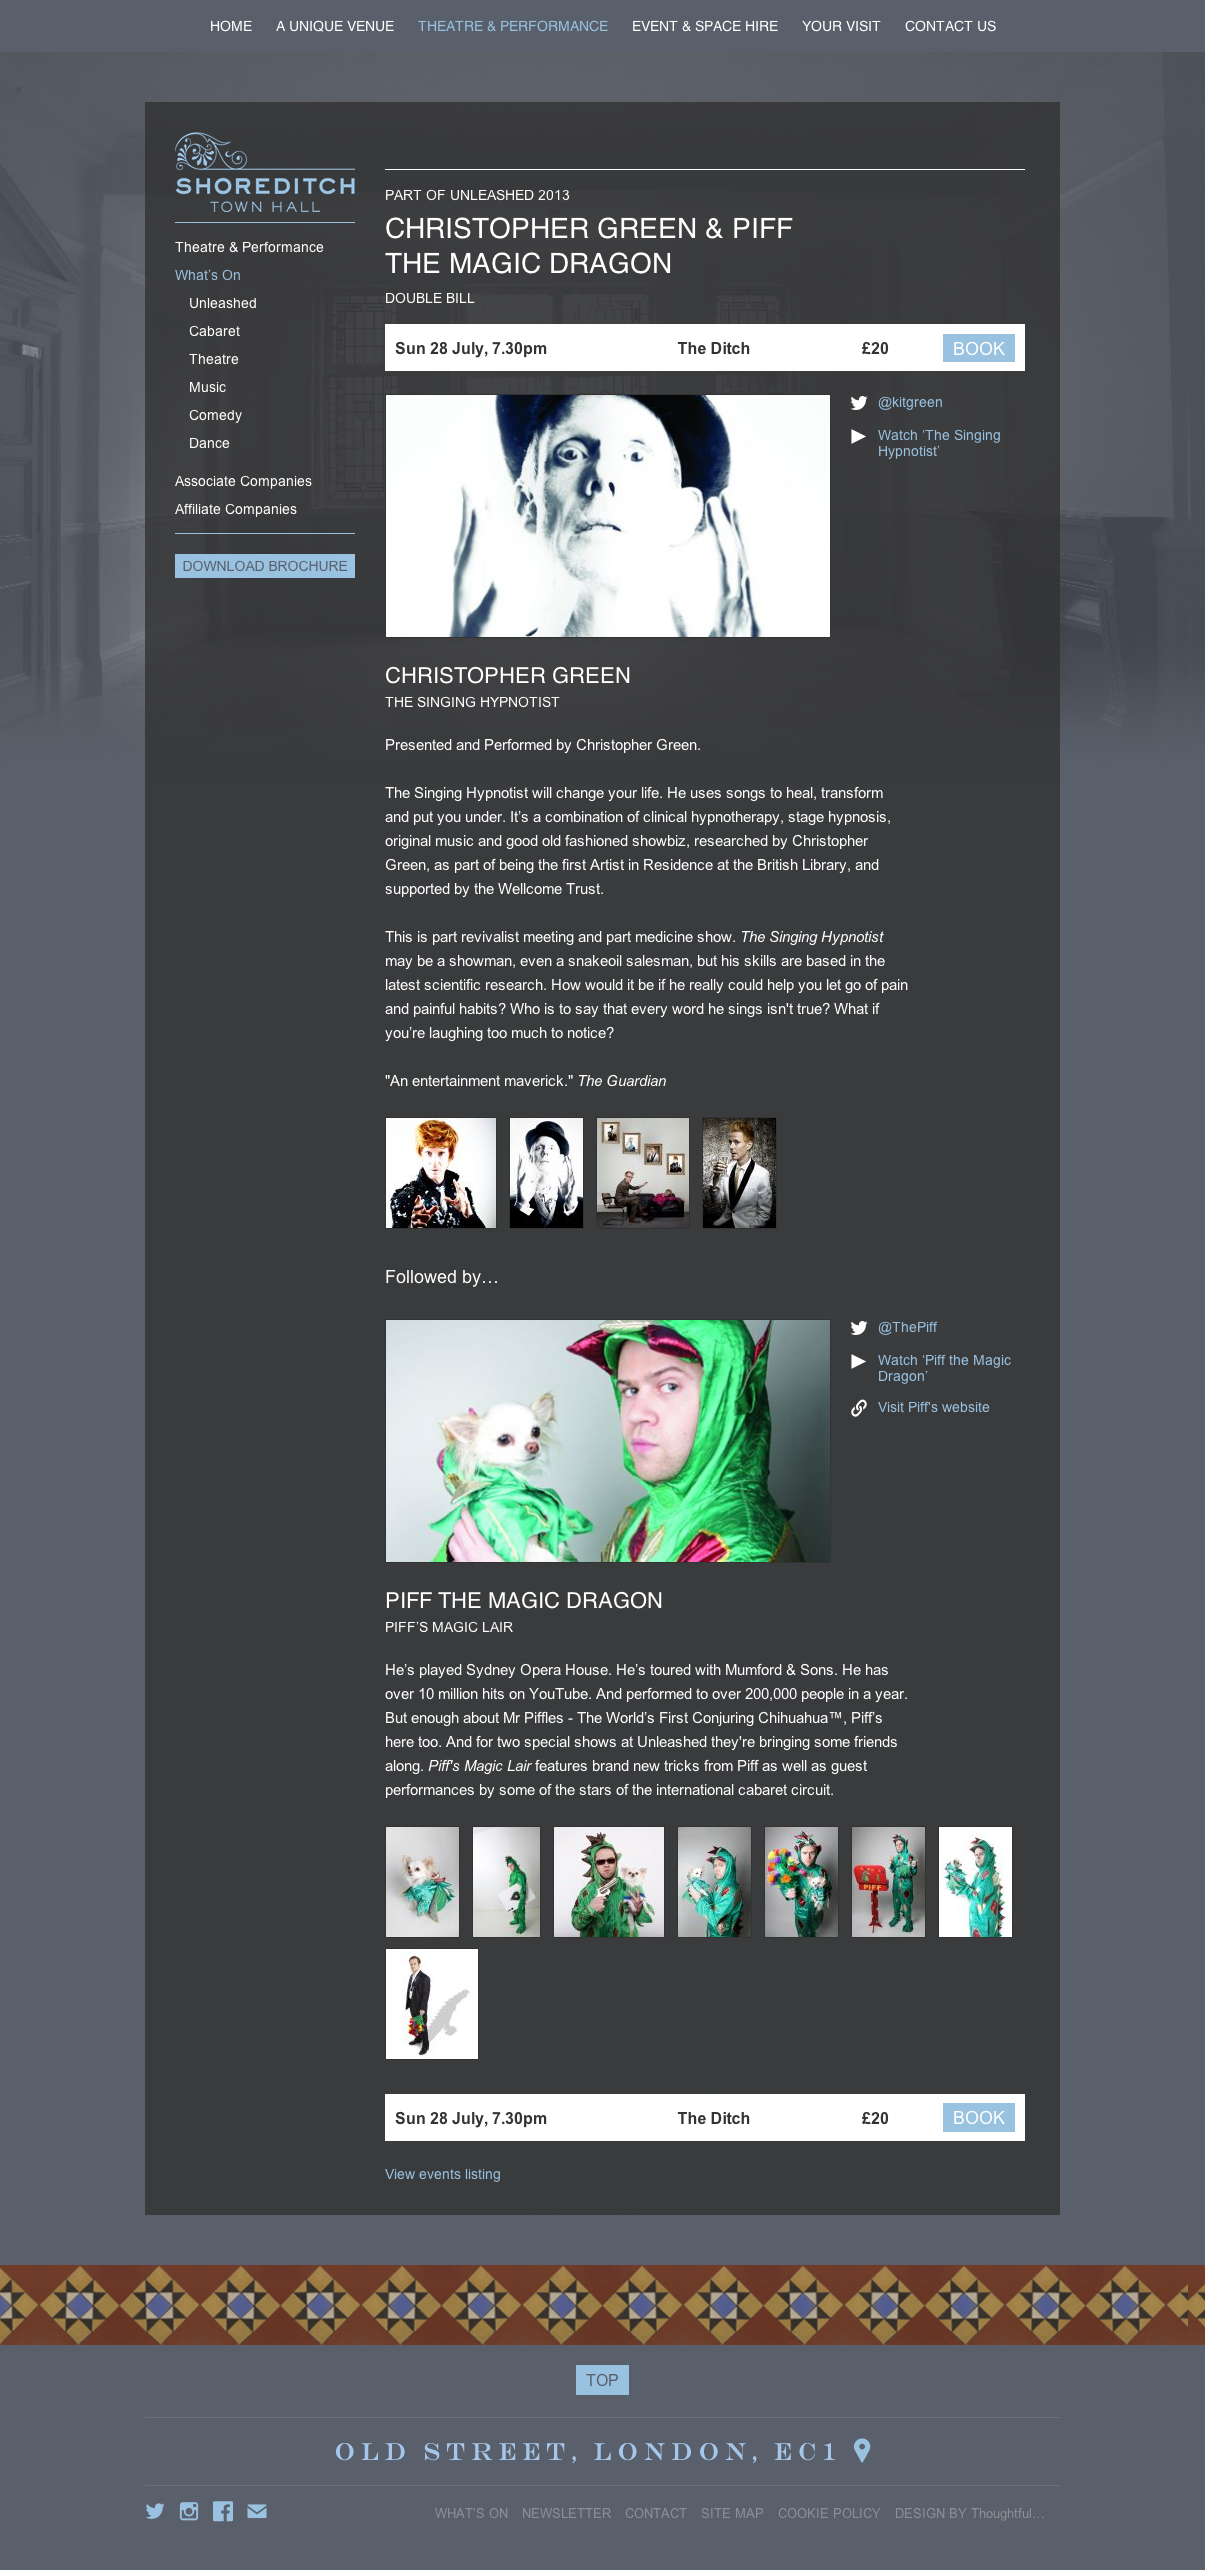 HOME A UNIQUE VENUE THEATRE & PERFORMANCE EVENT & SPACE HIRE YOUR VISIT CONTACT US
SHOREDITCH
TOWN HALL
Theatre & Performance
What's On
Unleashed
Cabaret
Theatre
Music
Comedy
Dance
Associate Companies
Affiliate Companies
DOWNLOAD BROCHURE
PART OF UNLEASHED 2013
CHRISTOPHER GREEN & PIFF
THE MAGIC DRAGON
DOUBLE BILL
Sun 28 July, 7.30pm The Ditch £20 BOOK
@kitgreen
Watch 'The Singing
Hypnotist'
CHRISTOPHER GREEN
THE SINGING HYPNOTIST
Presented and Performed by Christopher Green.
The Singing Hypnotist will change your life. He uses songs to heal, transform
and put you under. It's a combination of clinical hypnotherapy, stage hypnosis,
original music and good old fashioned showbiz, researched by Christopher
Green, as part of being the first Artist in Residence at the British Library, and
supported by the Wellcome Trust.
This is part revivalist meeting and part medicine show. The Singing Hypnotist
may be a showman, even a snakeoil salesman, but his skills are based in the
latest scientific research. How would it be if he really could help you let go of pain
and painful habits? Who is to say that every word he sings isn't true? What if
you're laughing too much to notice?
"An entertainment maverick." The Guardian
Followed by…
@ThePiff
Watch 'Piff the Magic
Dragon'
Visit Piff's website
PIFF THE MAGIC DRAGON
PIFF'S MAGIC LAIR
He's played Sydney Opera House. He's toured with Mumford & Sons. He has
over 10 million hits on YouTube. And performed to over 200,000 people in a year.
But enough about Mr Piffles - The World's First Conjuring Chihuahua™, Piff's
here too. And for two special shows at Unleashed they're bringing some friends
along. Piff's Magic Lair features brand new tricks from Piff as well as guest
performances by some of the stars of the international cabaret circuit.
PIFF
Sun 28 July, 7.30pm The Ditch £20 BOOK
View events listing
TOP
OLD STREET, LONDON, EC1
WHAT'S ON NEWSLETTER CONTACT SITE MAP COOKIE POLICY DESIGN BY Thoughtful…